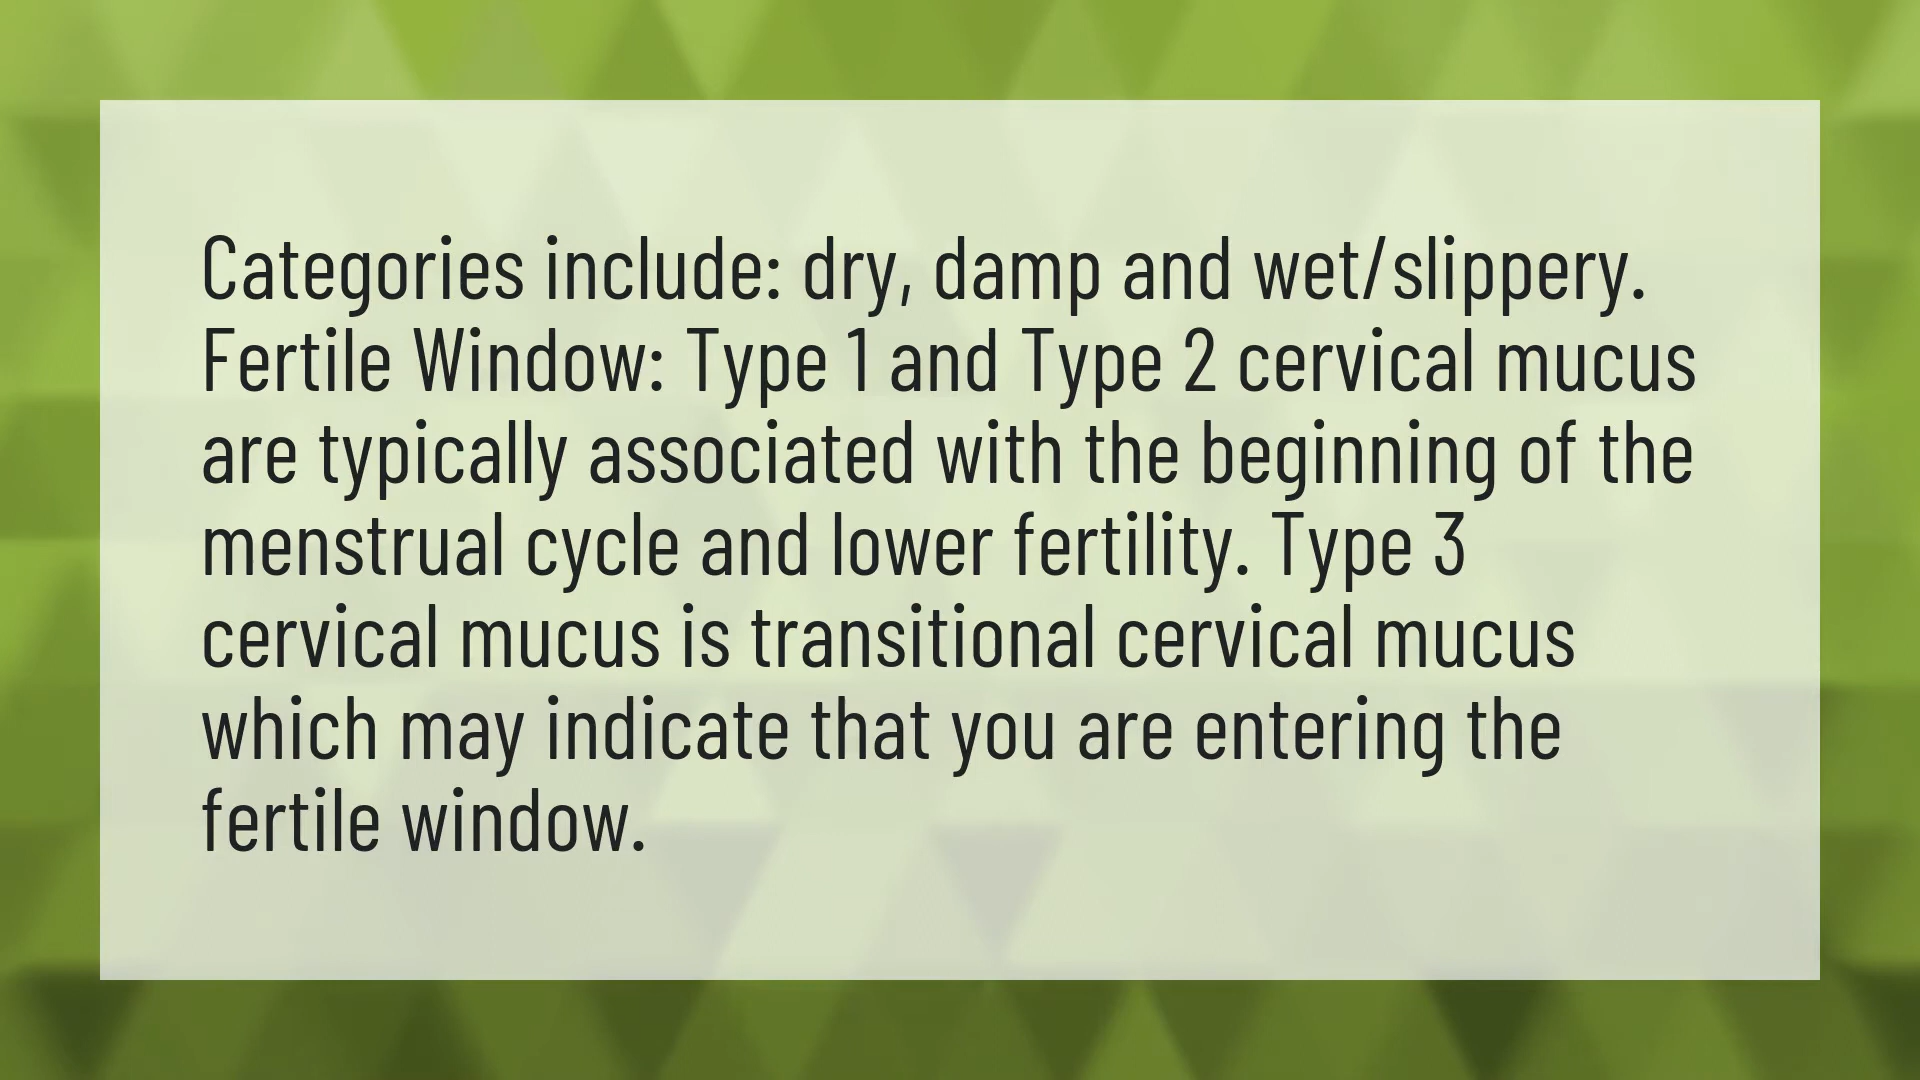 Categories include: dry, damp and wet/slippery.
Fertile Window: Type 1 and Type 2 cervical mucus
are typically associated with the beginning of the
menstrual cycle and lower fertility. Type 3
cervical mucus is transitional cervical mucus
which may indicate that you are entering the
fertile window.